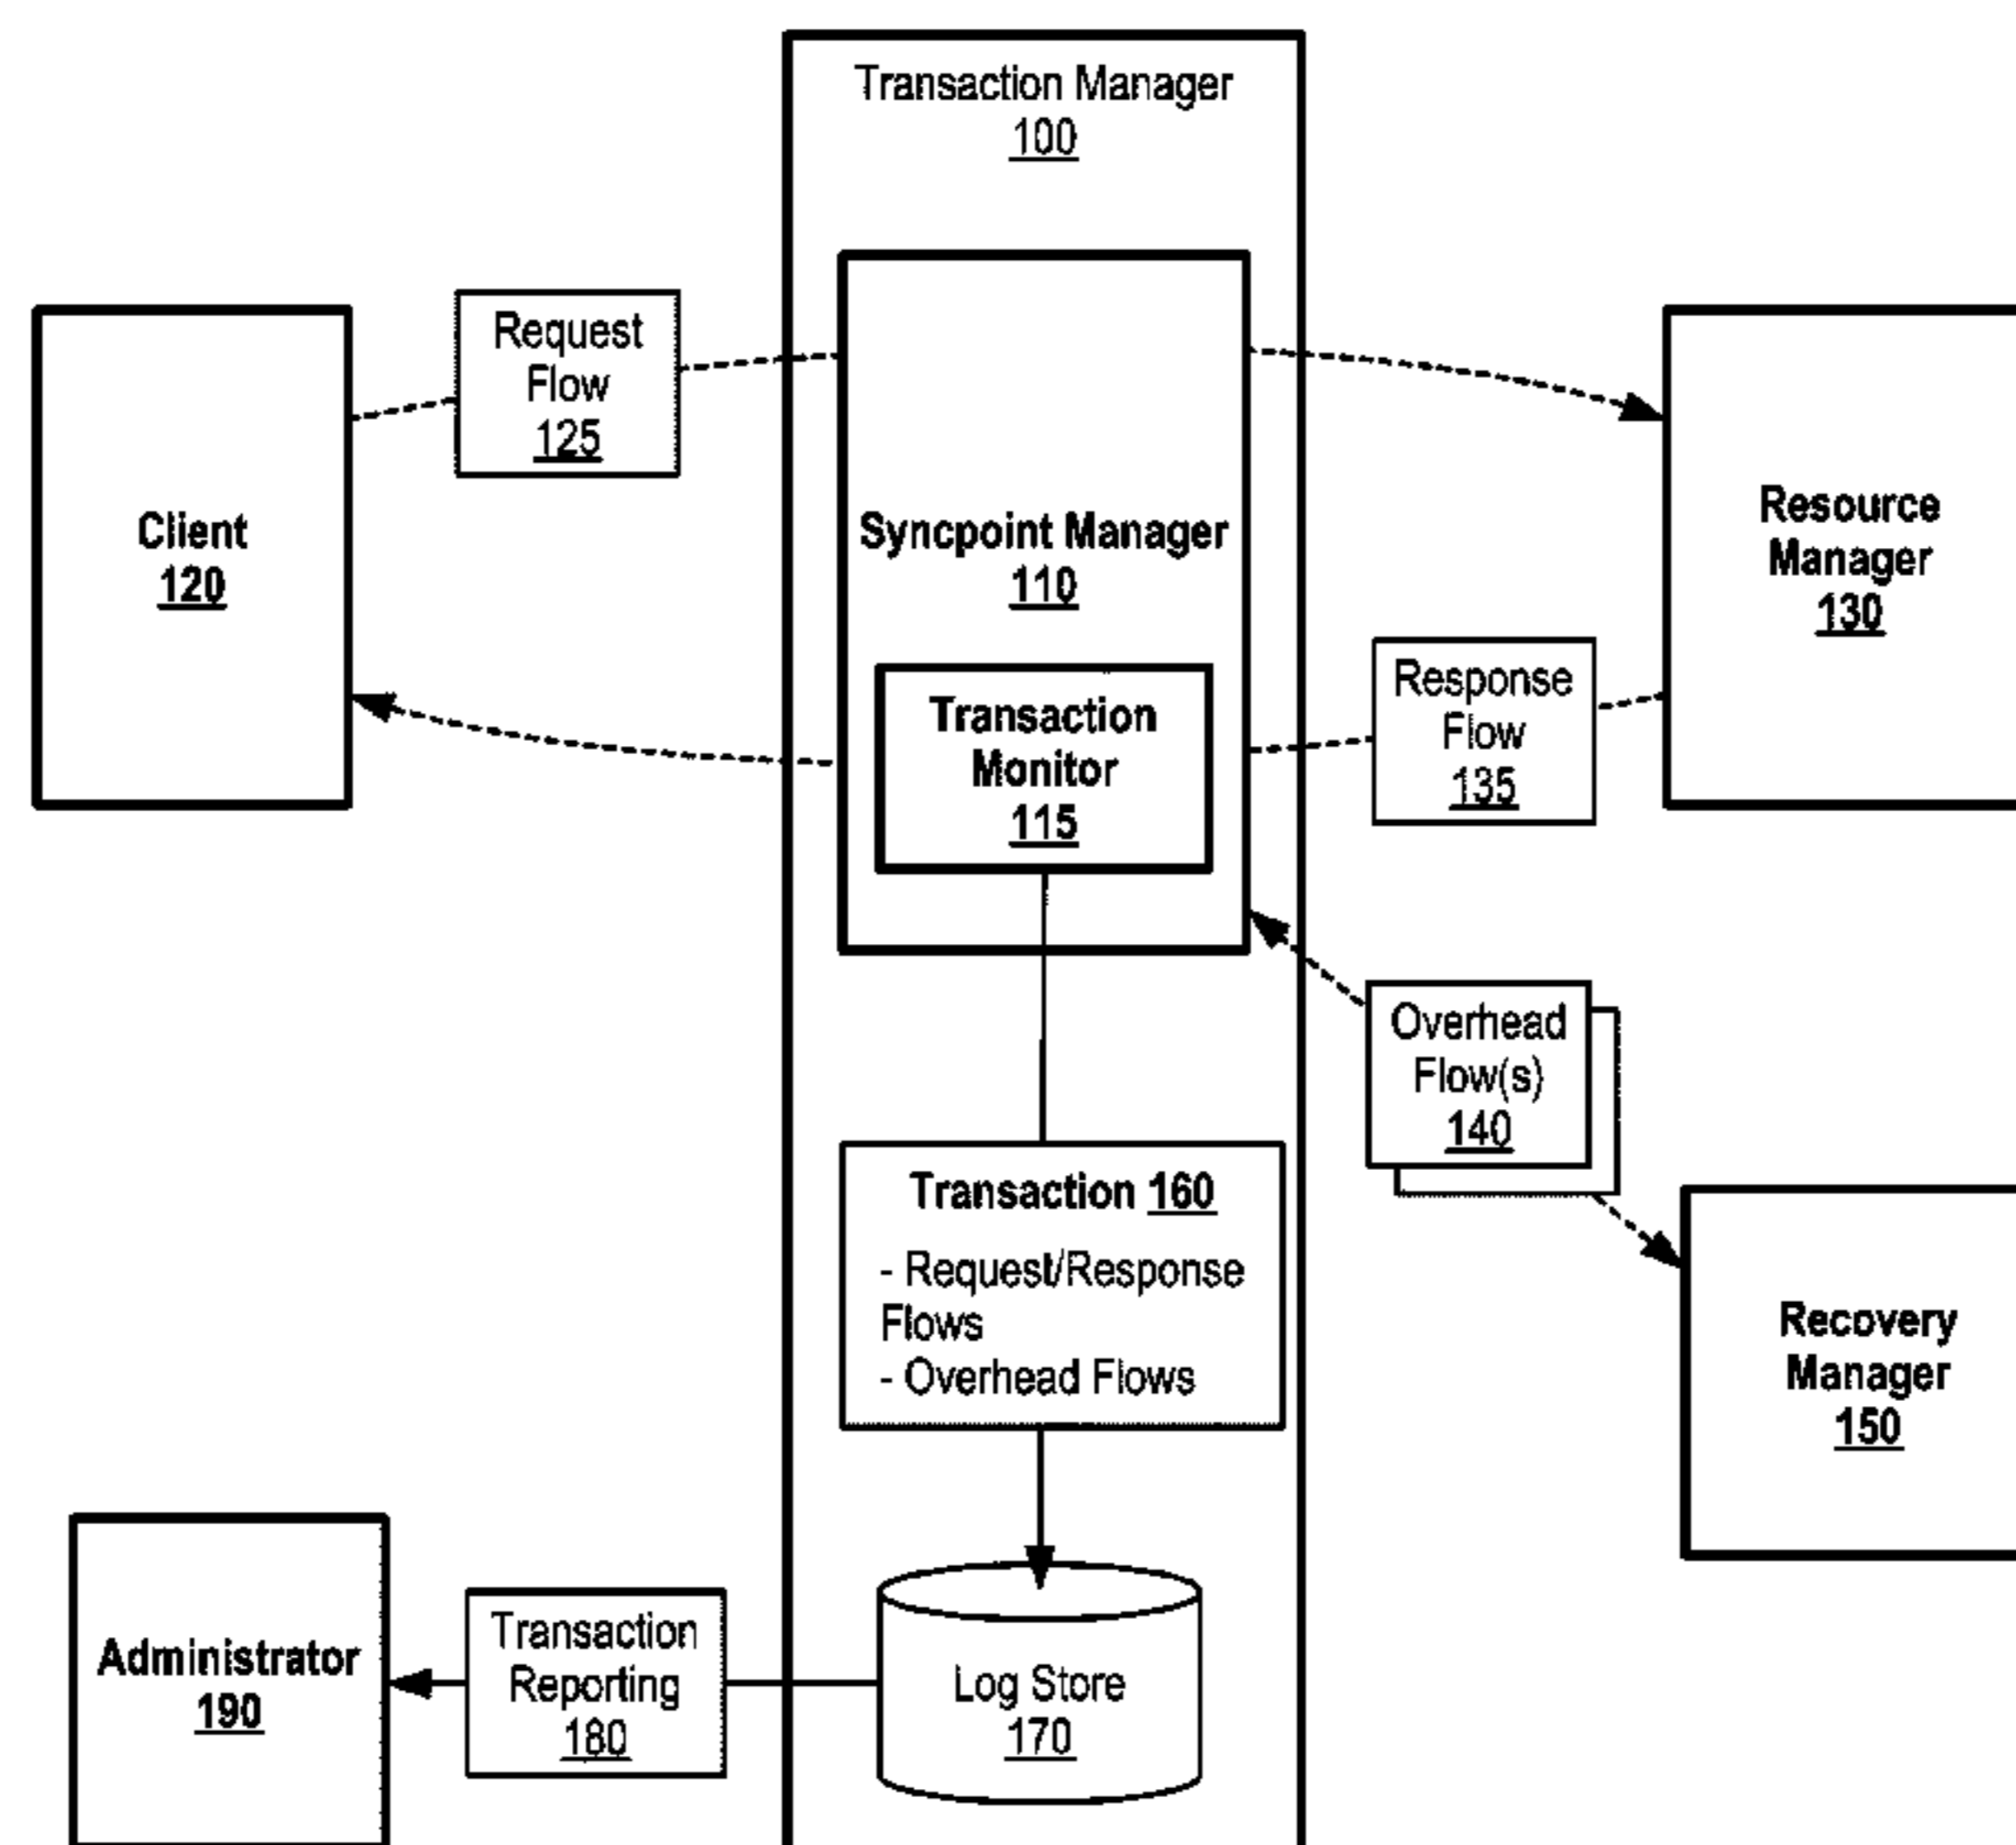 Transaction Manager
100
Request
Flow
125
Client
120
Syncpoint Manager
110
Resource
Manager
130
Transaction
Monitor
115
Response
Flow
135
Overhead
Flow(s)
140
Transaction 160
- Request/Response
Flows
- Overhead Flows
Recovery
Manager
150
Administrator
190
Transaction
Reporting
180
Log Store
170